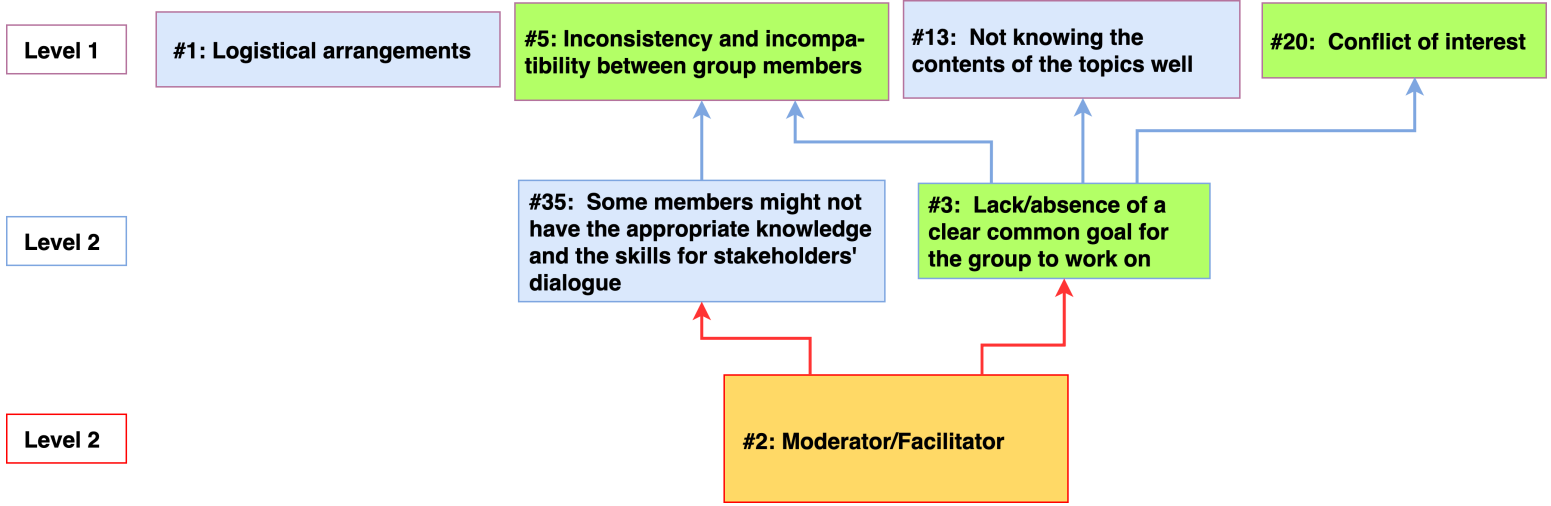 Level 1
#1: Logistical arrangements
#5: Inconsistency and incompa-
tibility between group members
#13:  Not knowing the
contents of the topics well
#20:  Conflict of interest
Level 2
#35:  Some members might not
have the appropriate knowledge
and the skills for stakeholders'
dialogue
#3:  Lack/absence of a
clear common goal for
the group to work on
Level 2
#2: Moderator/Facilitator